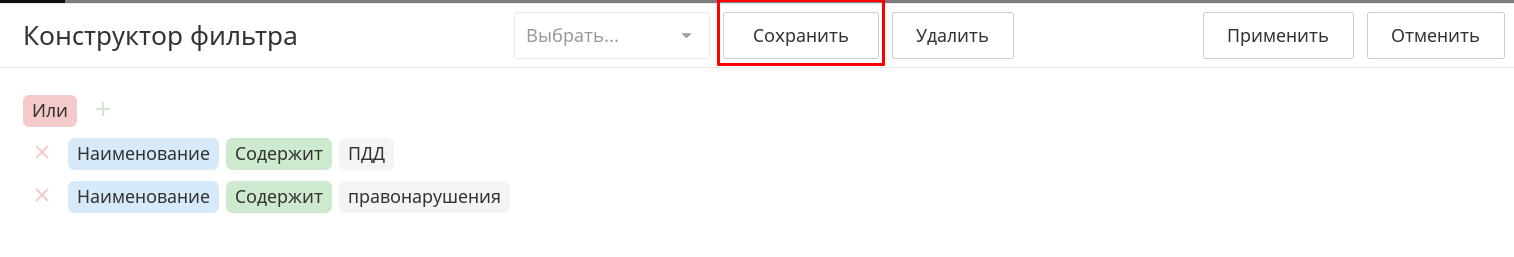 Конструктор фильтра Выбрать... Сохранить Удалить Применить Отменить
Или
Наименование Содержит ПДД
Наименование Содержит правонарушения